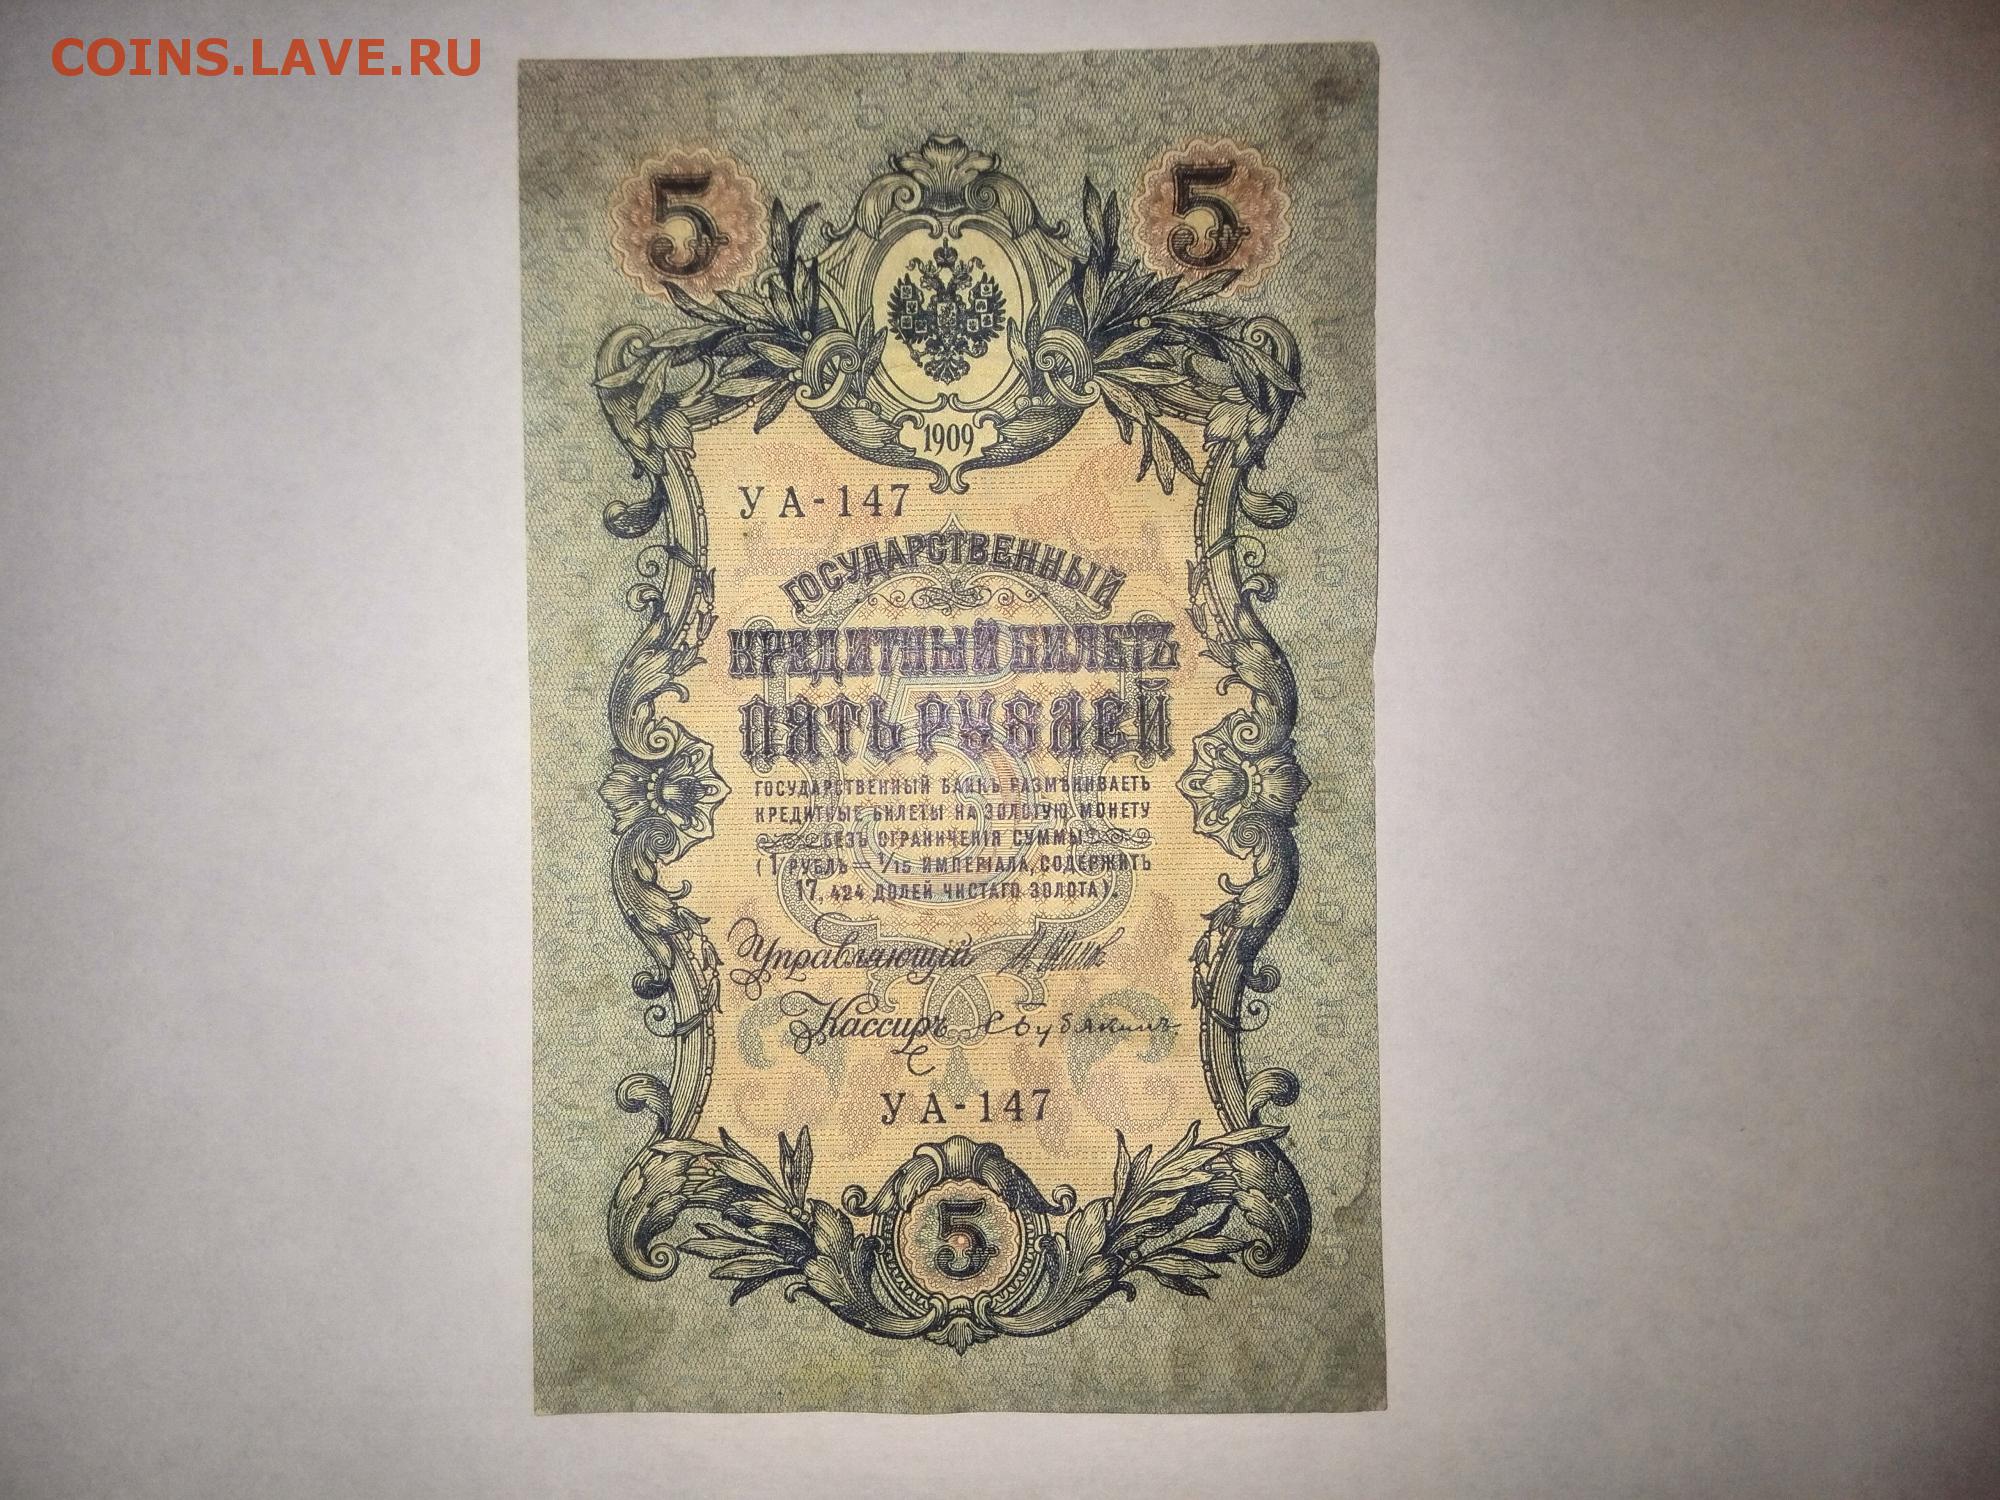 COINS.LAVE.RU
5 5
1909
УА-147
ГОСУДАРСТВЕННЫЙ
КРЕДИТНЫЙ БИЛЕТЪ
ПЯТЬ РУБЛЕЙ
ГОСУДАРСТВЕННЫЙ БАНКЪ РАЗМѢНИВАЕТЪ
КРЕДИТНЫЕ БИЛЕТЫ НА ЗОЛОТУЮ МОНЕТУ
БЕЗЪ ОГРАНИЧЕНІЯ СУММЫ
(1 РУБЛЬ = 1/15 ИМПЕРІАЛА, СОДЕРЖИТЪ
17,424 ДОЛЕЙ ЧИСТАГО ЗОЛОТА).
Управляющій И.Шипов
Кассиръ СБубякинъ
УА-147
5